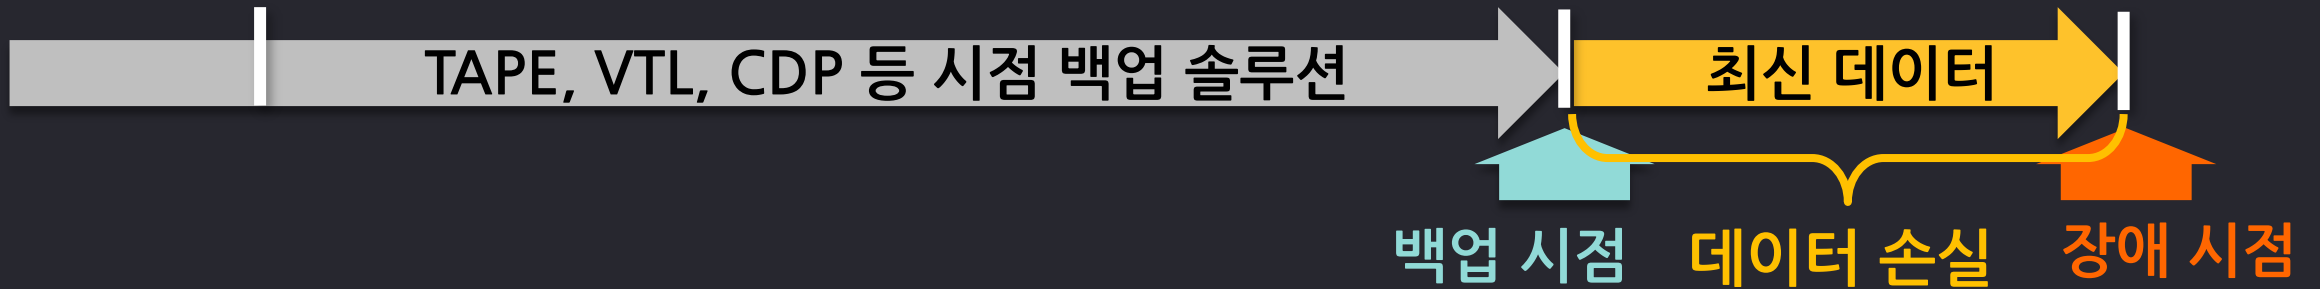 TAPE, VTL, CDP 등 시점 백업 솔루션
최신 데이터
백업 시점
데이터 손실
장애 시점